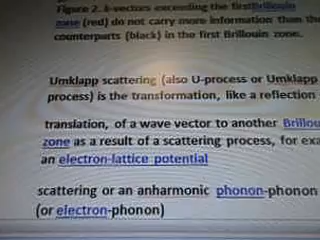 Figure 2. k-vectors exceeding the firstBrillouin
zone (red) do not carry more information than the
counterparts (black) in the first Brillouin zone.
Umklapp scattering (also U-process or Umklapp
process) is the transformation, like a reflection
translation, of a wave vector to another Brillou
zone as a result of a scattering process, for exa
an electron-lattice potential
scattering or an anharmonic phonon-phonon
(or electron-phonon)